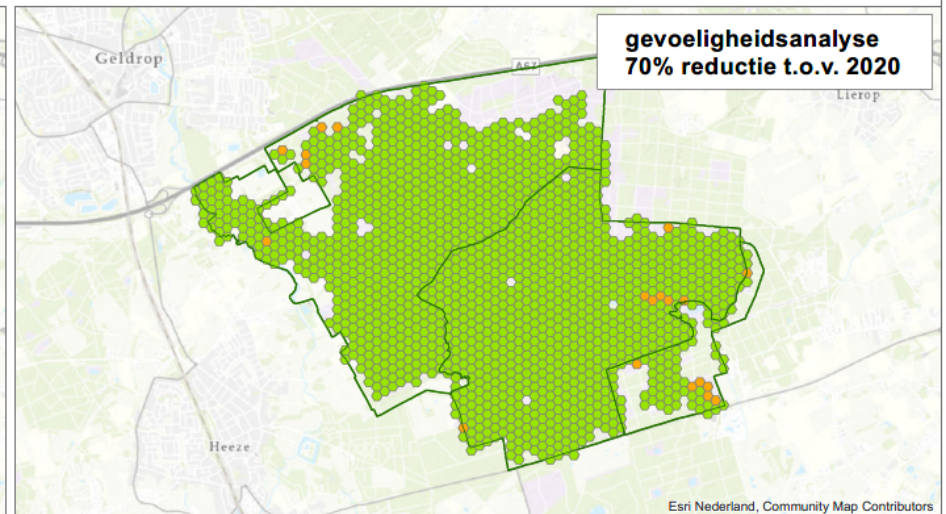 gevoeligheidsanalyse
70% reductie t.o.v. 2020
Geldrop
A67
Lierop
Heeze
Esri Nederland, Community Map Contributors